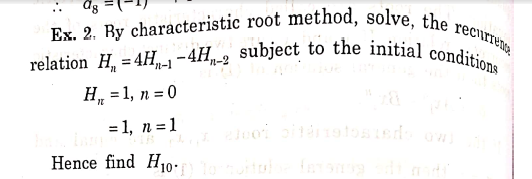 ∴ a₈ = (−1)
Ex. 2. By characteristic root method, solve, the recurrence
relation Hₙ = 4Hₙ₋₁ − 4Hₙ₋₂ subject to the initial conditions
Hₙ = 1, n = 0
= 1, n = 1
Hence find H₁₀.